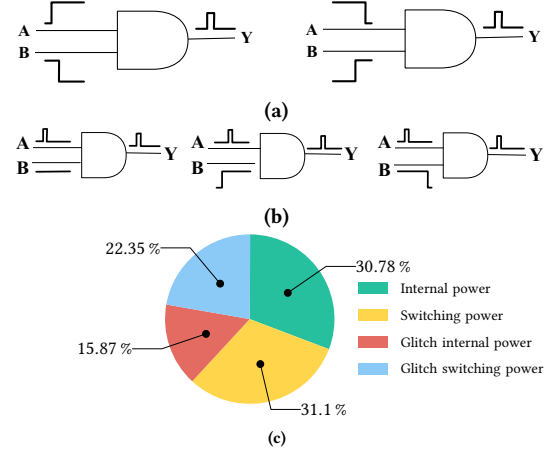 A
B
Y
A
B
Y
(a)
A
B
Y
A
B
Y
A
B
Y
(b)
22.35 %
30.78 %
15.87 %
31.1 %
Internal power
Switching power
Glitch internal power
Glitch switching power
(c)